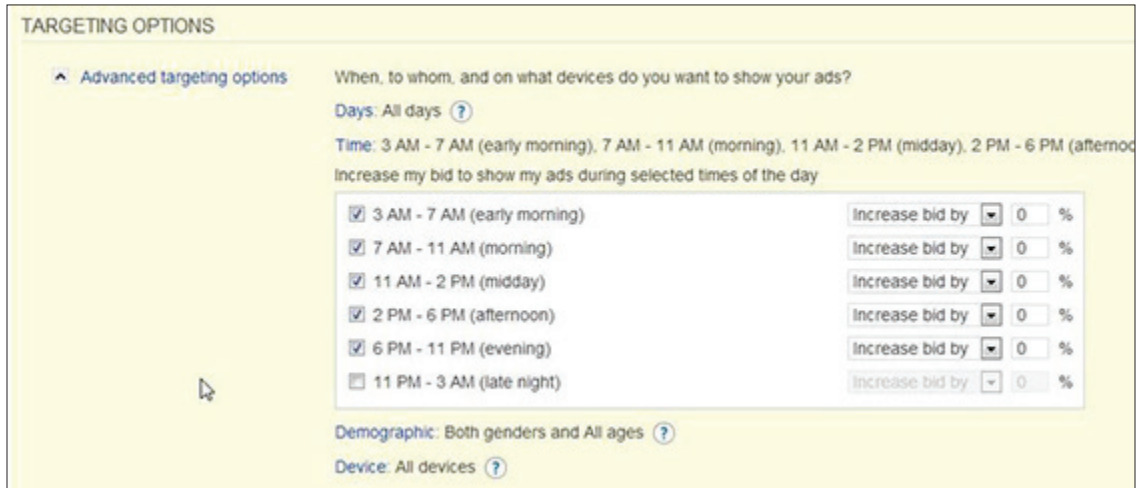 TARGETING OPTIONS
Advanced targeting options When, to whom, and on what devices do you want to show your ads?
Days: All days ?
Time: 3 AM - 7 AM (early morning), 7 AM - 11 AM (morning), 11 AM - 2 PM (midday), 2 PM - 6 PM (afternoo
Increase my bid to show my ads during selected times of the day
3 AM - 7 AM (early morning) Increase bid by 0 %
7 AM - 11 AM (morning) Increase bid by 0 %
11 AM - 2 PM (midday) Increase bid by 0 %
2 PM - 6 PM (afternoon) Increase bid by 0 %
6 PM - 11 PM (evening) Increase bid by 0 %
11 PM - 3 AM (late night) Increase bid by 0 %
Demographic: Both genders and All ages ?
Device: All devices ?